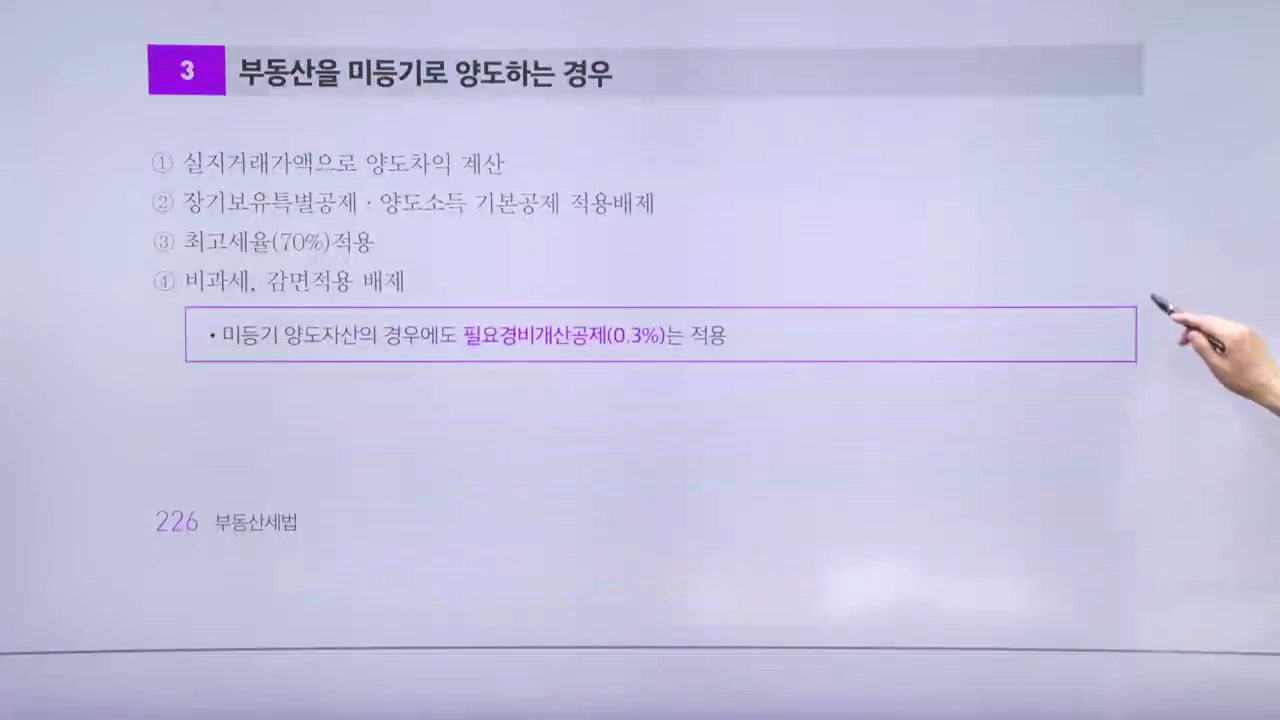 3 부동산을 미등기로 양도하는 경우
① 실지거래가액으로 양도차익 계산
② 장기보유특별공제 · 양도소득 기본공제 적용배제
③ 최고세율(70%)적용
④ 비과세, 감면적용 배제
• 미등기 양도자산의 경우에도 필요경비개산공제(0.3%)는 적용
226 부동산세법